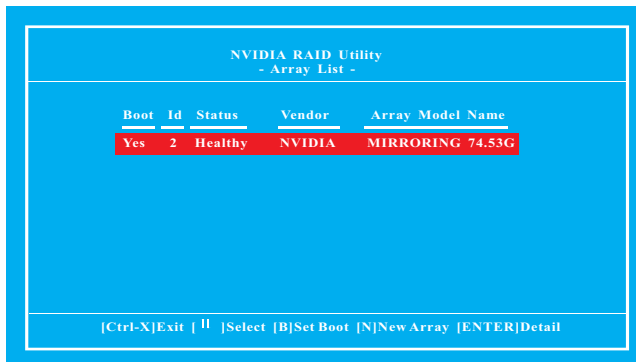 NVIDIA RAID Utility
- Array List -
Boot Id Status Vendor Array Model Name
Yes 2 Healthy NVIDIA MIRRORING 74.53G
[Ctrl-X]Exit [ ]Select [B]Set Boot [N]New Array [ENTER]Detail